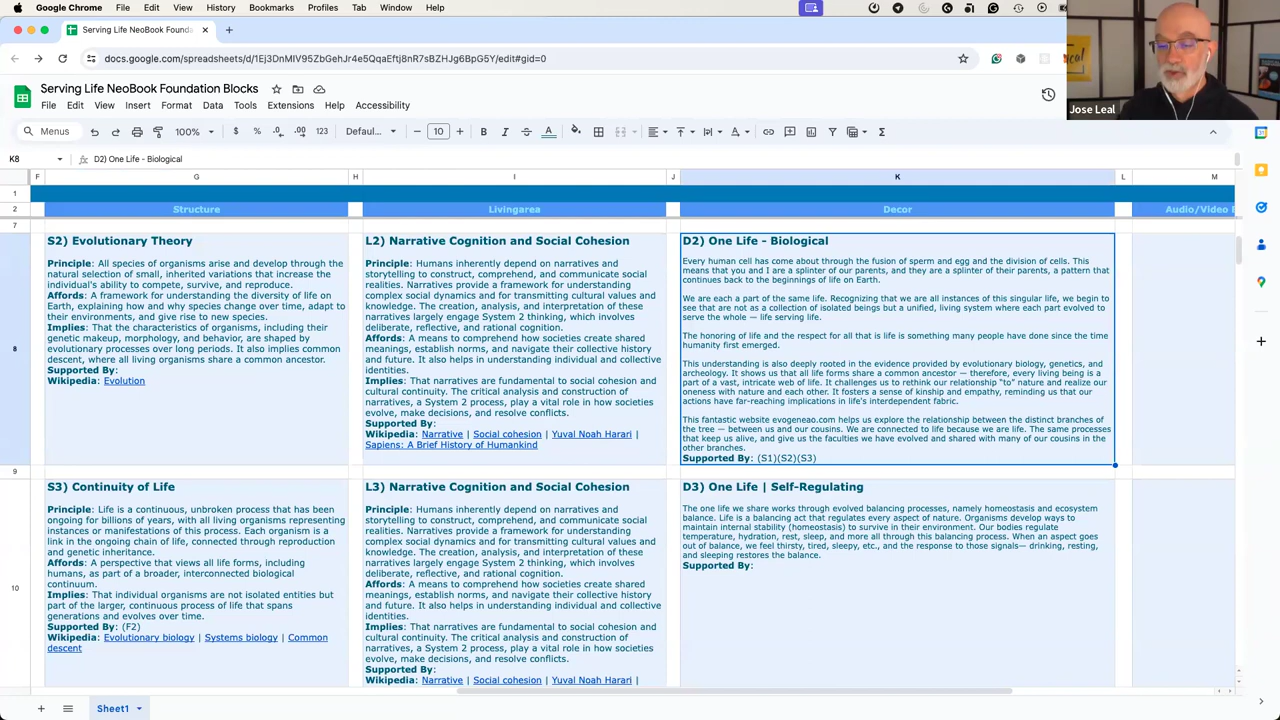 Google Chrome File Edit View History Bookmarks Profiles Tab Window Help
Serving Life NeoBook Founda
docs.google.com/spreadsheets/d/1Ej3DnMIV95ZbGehJr4e5QqaEftj8nR7sBZHJg6BpG5Y/edit#gid=0
Serving Life NeoBook Foundation Blocks
File Edit View Insert Format Data Tools Extensions Help Accessibility
Jose Leal
Menus 100% $ % .0 .00 123 Defaul... 10 B I A
K8 D2) One Life - Biological
F G H I J K L M
1
2 Structure Livingarea Decor Audio/Video E
7
8
S2) Evolutionary Theory
Principle: All species of organisms arise and develop through the
natural selection of small, inherited variations that increase the
individual's ability to compete, survive, and reproduce.
Affords: A framework for understanding the diversity of life on
Earth, explaining how and why species change over time, adapt to
their environments, and give rise to new species.
Implies: That the characteristics of organisms, including their
genetic makeup, morphology, and behavior, are shaped by
evolutionary processes over long periods. It also implies common
descent, where all living organisms share a common ancestor.
Supported By:
Wikipedia: Evolution
L2) Narrative Cognition and Social Cohesion
Principle: Humans inherently depend on narratives and
storytelling to construct, comprehend, and communicate social
realities. Narratives provide a framework for understanding
complex social dynamics and for transmitting cultural values and
knowledge. The creation, analysis, and interpretation of these
narratives largely engage System 2 thinking, which involves
deliberate, reflective, and rational cognition.
Affords: A means to comprehend how societies create shared
meanings, establish norms, and navigate their collective history
and future. It also helps in understanding individual and collective
identities.
Implies: That narratives are fundamental to social cohesion and
cultural continuity. The critical analysis and construction of
narratives, a System 2 process, play a vital role in how societies
evolve, make decisions, and resolve conflicts.
Supported By:
Wikipedia: Narrative | Social cohesion | Yuval Noah Harari |
Sapiens: A Brief History of Humankind
D2) One Life - Biological
Every human cell has come about through the fusion of sperm and egg and the division of cells. This
means that you and I are a splinter of our parents, and they are a splinter of their parents, a pattern that
continues back to the beginnings of life on Earth.
We are each a part of the same life. Recognizing that we are all instances of this singular life, we begin to
see that are not as a collection of isolated beings but a unified, living system where each part evolved to
serve the whole — life serving life.
The honoring of life and the respect for all that is life is something many people have done since the time
humanity first emerged.
This understanding is also deeply rooted in the evidence provided by evolutionary biology, genetics, and
archeology. It shows us that all life forms share a common ancestor — therefore, every living being is a
part of a vast, intricate web of life. It challenges us to rethink our relationship "to" nature and realize our
oneness with nature and each other. It fosters a sense of kinship and empathy, reminding us that our
actions have far-reaching implications in life's interdependent fabric.
This fantastic website evogeneao.com helps us explore the relationship between the distinct branches of
the tree — between us and our cousins. We are connected to life because we are life. The same processes
that keep us alive, and give us the faculties we have evolved and shared with many of our cousins in the
other branches.
Supported By: (S1)(S2)(S3)
9
10
S3) Continuity of Life
Principle: Life is a continuous, unbroken process that has been
ongoing for billions of years, with all living organisms representing
instances or manifestations of this process. Each organism is a
link in the ongoing chain of life, connected through reproduction
and genetic inheritance.
Affords: A perspective that views all life forms, including
humans, as part of a broader, interconnected biological
continuum.
Implies: That individual organisms are not isolated entities but
part of the larger, continuous process of life that spans
generations and evolves over time.
Supported By: (F2)
Wikipedia: Evolutionary biology | Systems biology | Common
descent
L3) Narrative Cognition and Social Cohesion
Principle: Humans inherently depend on narratives and
storytelling to construct, comprehend, and communicate social
realities. Narratives provide a framework for understanding
complex social dynamics and for transmitting cultural values and
knowledge. The creation, analysis, and interpretation of these
narratives largely engage System 2 thinking, which involves
deliberate, reflective, and rational cognition.
Affords: A means to comprehend how societies create shared
meanings, establish norms, and navigate their collective history
and future. It also helps in understanding individual and collective
identities.
Implies: That narratives are fundamental to social cohesion and
cultural continuity. The critical analysis and construction of
narratives, a System 2 process, play a vital role in how societies
evolve, make decisions, and resolve conflicts.
Supported By:
Wikipedia: Narrative | Social cohesion | Yuval Noah Harari |
D3) One Life | Self-Regulating
The one life we share works through evolved balancing processes, namely homeostasis and ecosystem
balance. Life is a balancing act that regulates every aspect of nature. Organisms develop ways to
maintain internal stability (homeostasis) to survive in their environment. Our bodies regulate
temperature, hydration, rest, sleep, and more all through this balancing process. When an aspect goes
out of balance, we feel thirsty, tired, sleepy, etc., and the response to those signals— drinking, resting,
and sleeping restores the balance.
Supported By:
Sheet1